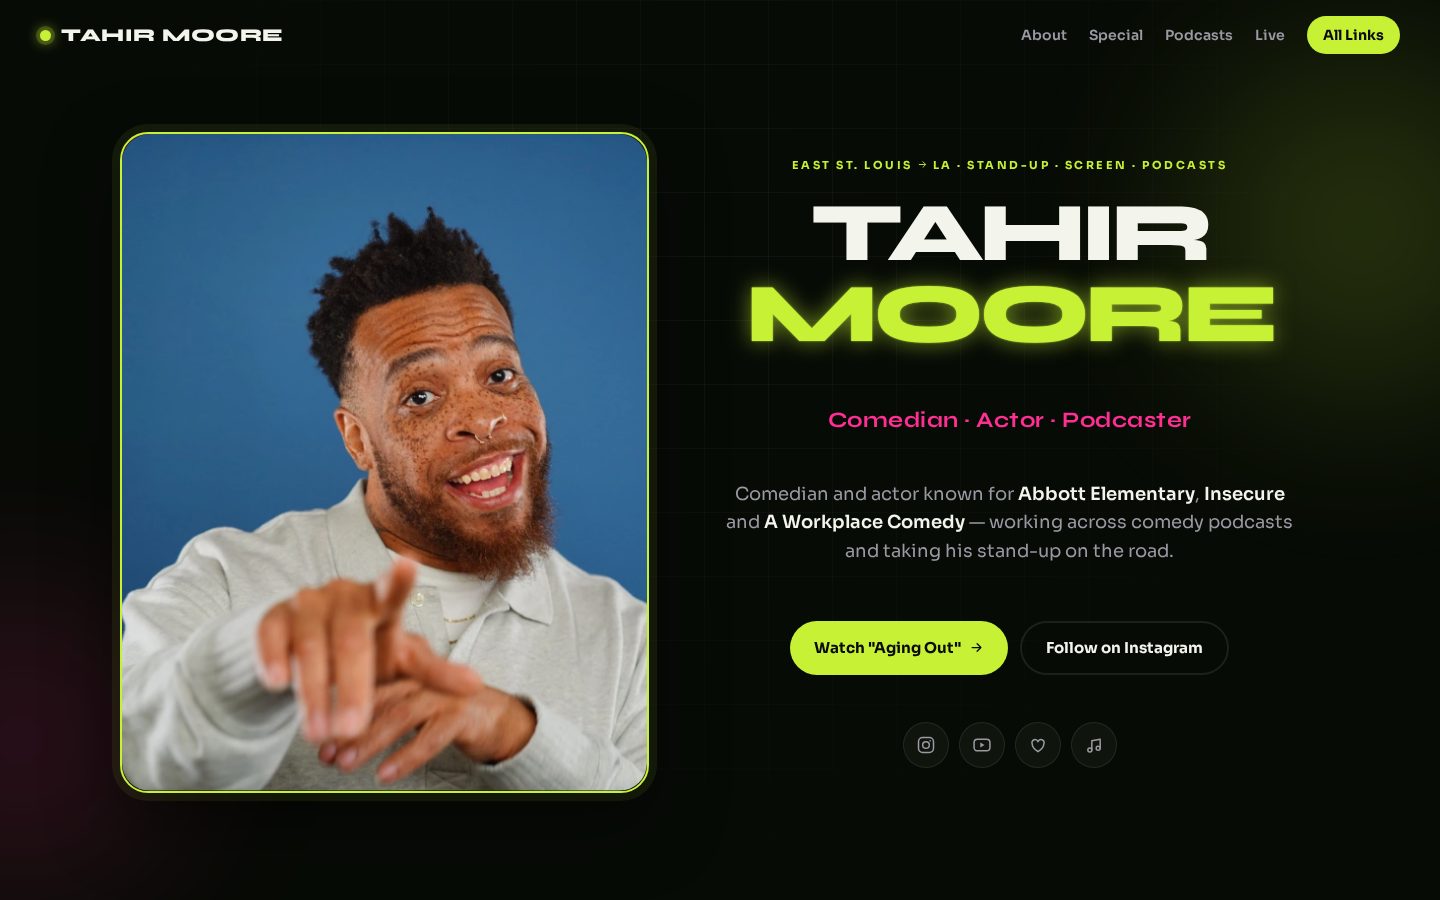 TAHIR MOORE
About
Special
Podcasts
Live
All Links
EAST ST. LOUIS → LA · STAND-UP · SCREEN · PODCASTS
TAHIR
MOORE
Comedian · Actor · Podcaster
Comedian and actor known for Abbott Elementary, Insecure
and A Workplace Comedy — working across comedy podcasts
and taking his stand-up on the road.
Watch "Aging Out" →
Follow on Instagram